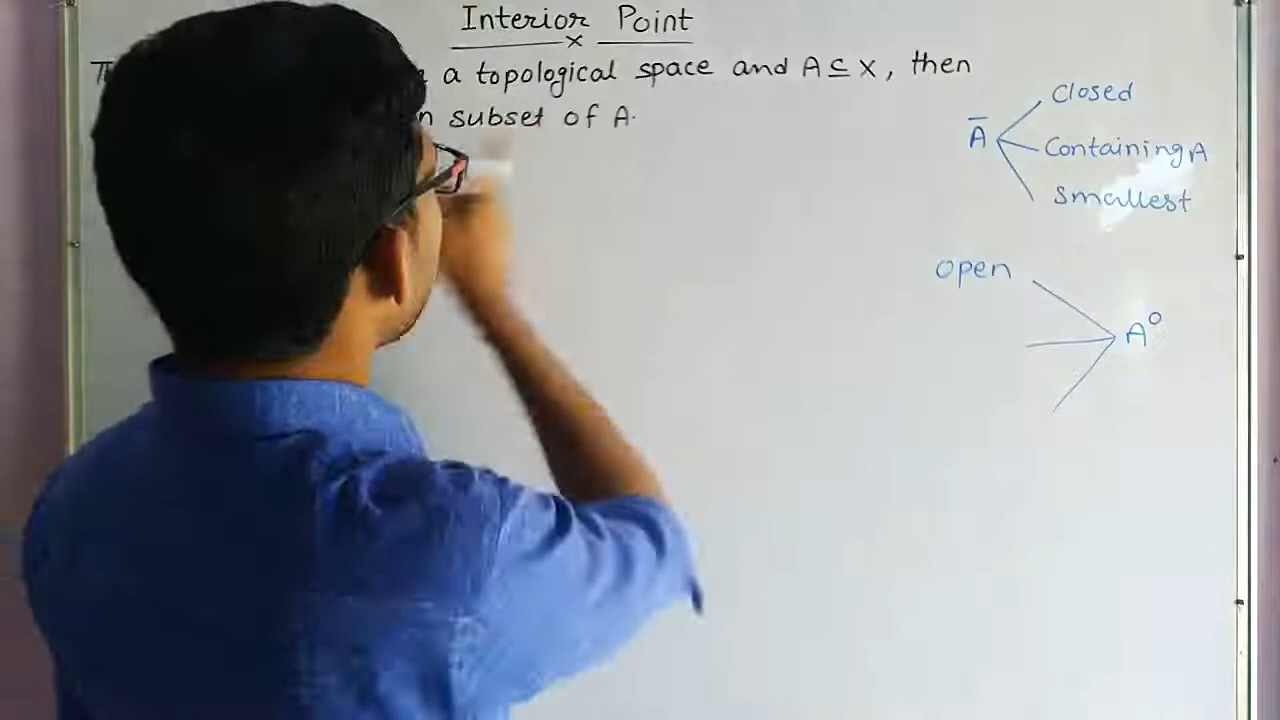 Interior Point
a topological space and A ⊆ X, then
subset of A.
Closed
Ā
Containing A
Smallest
open
A°